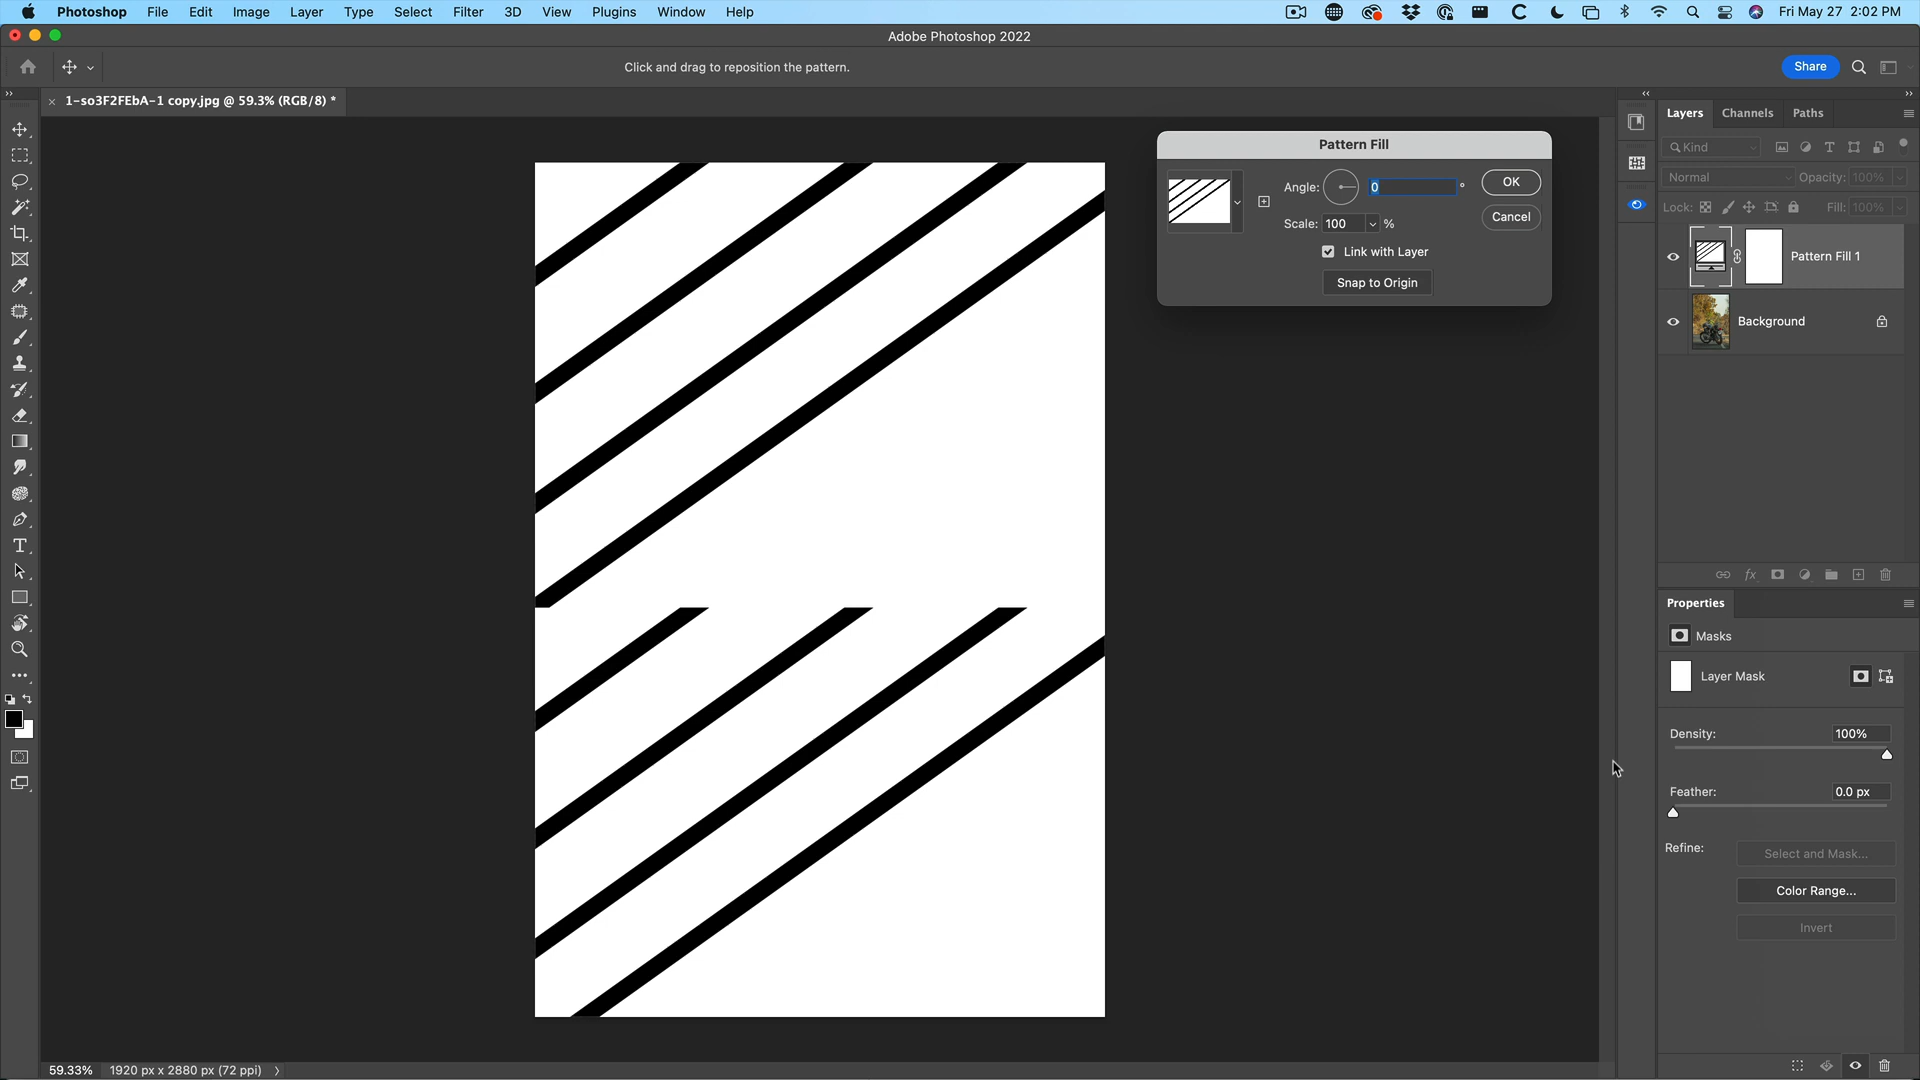 Photoshop File Edit Image Layer Type Select Filter 3D View Plugins Window Help Fri May 27 2:02 PM
Adobe Photoshop 2022
Click and drag to reposition the pattern.
Share
1-so3F2FEbA-1 copy.jpg @ 59.3% (RGB/8) *
Pattern Fill
Angle: 0 °
Scale: 100 %
Link with Layer
Snap to Origin
OK
Cancel
Layers Channels Paths
Kind
Normal Opacity: 100%
Lock: Fill: 100%
Pattern Fill 1
Background
fx
Properties
Masks
Layer Mask
Density: 100%
Feather: 0.0 px
Refine: Select and Mask...
Color Range...
Invert
59.33% 1920 px x 2880 px (72 ppi)